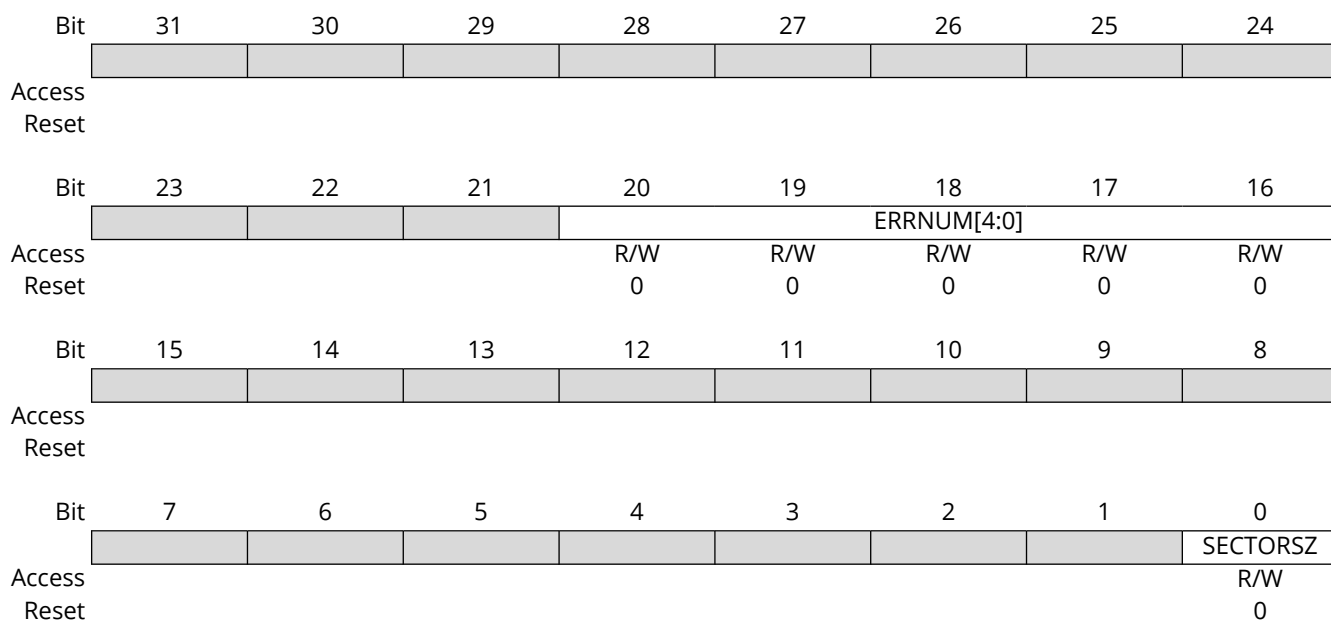 Bit 31 30 29 28 27 26 25 24
Access
Reset
Bit 23 22 21 20 19 18 17 16
ERRNUM[4:0]
Access R/W R/W R/W R/W R/W
Reset 0 0 0 0 0
Bit 15 14 13 12 11 10 9 8
Access
Reset
Bit 7 6 5 4 3 2 1 0
SECTORSZ
Access R/W
Reset 0